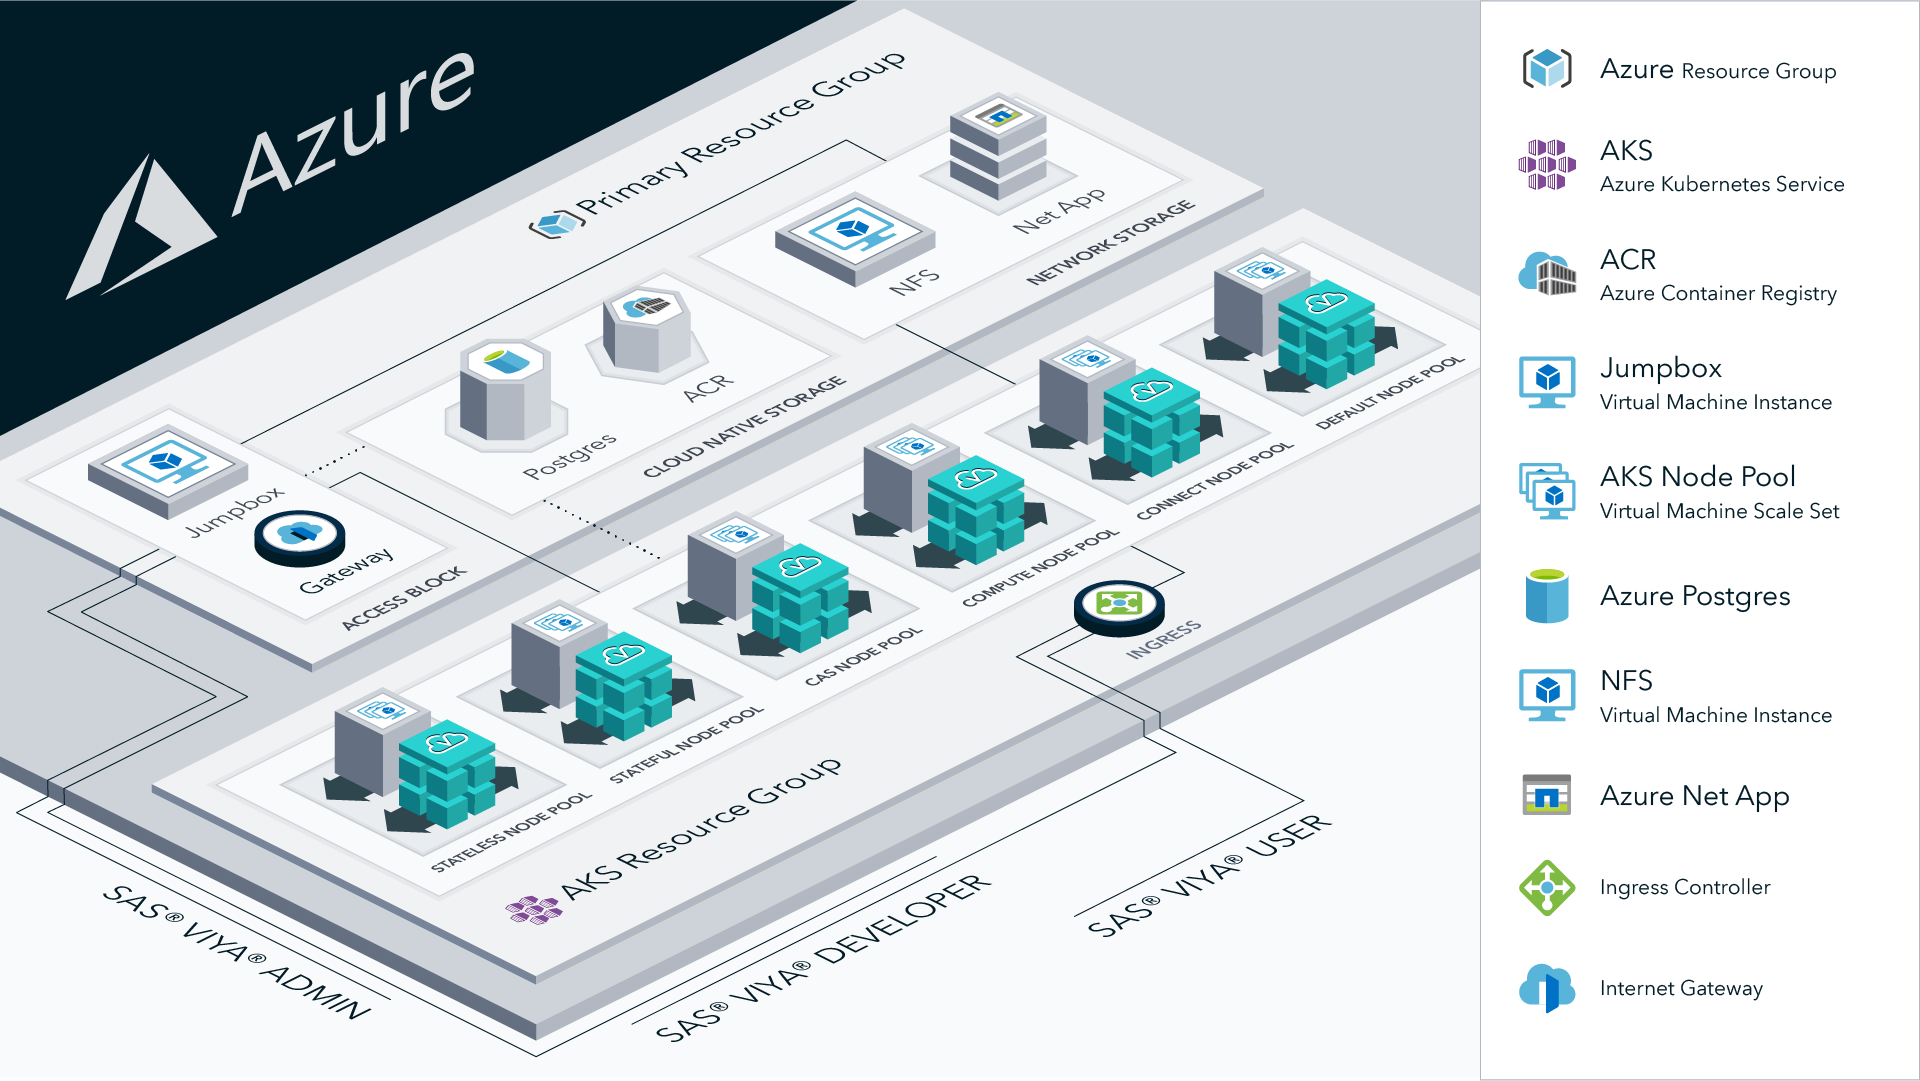 Azure
Primary Resource Group
Net App
NFS
NETWORK STORAGE
ACR
Postgres
CLOUD NATIVE STORAGE
Jumpbox
Gateway
ACCESS BLOCK
DEFAULT NODE POOL
CONNECT NODE POOL
COMPUTE NODE POOL
CAS NODE POOL
STATEFUL NODE POOL
STATELESS NODE POOL
INGRESS
AKS Resource Group
SAS® VIYA® ADMIN
SAS® VIYA® DEVELOPER
SAS® VIYA® USER
Azure Resource Group
AKS
Azure Kubernetes Service
ACR
Azure Container Registry
Jumpbox
Virtual Machine Instance
AKS Node Pool
Virtual Machine Scale Set
Azure Postgres
NFS
Virtual Machine Instance
Azure Net App
Ingress Controller
Internet Gateway